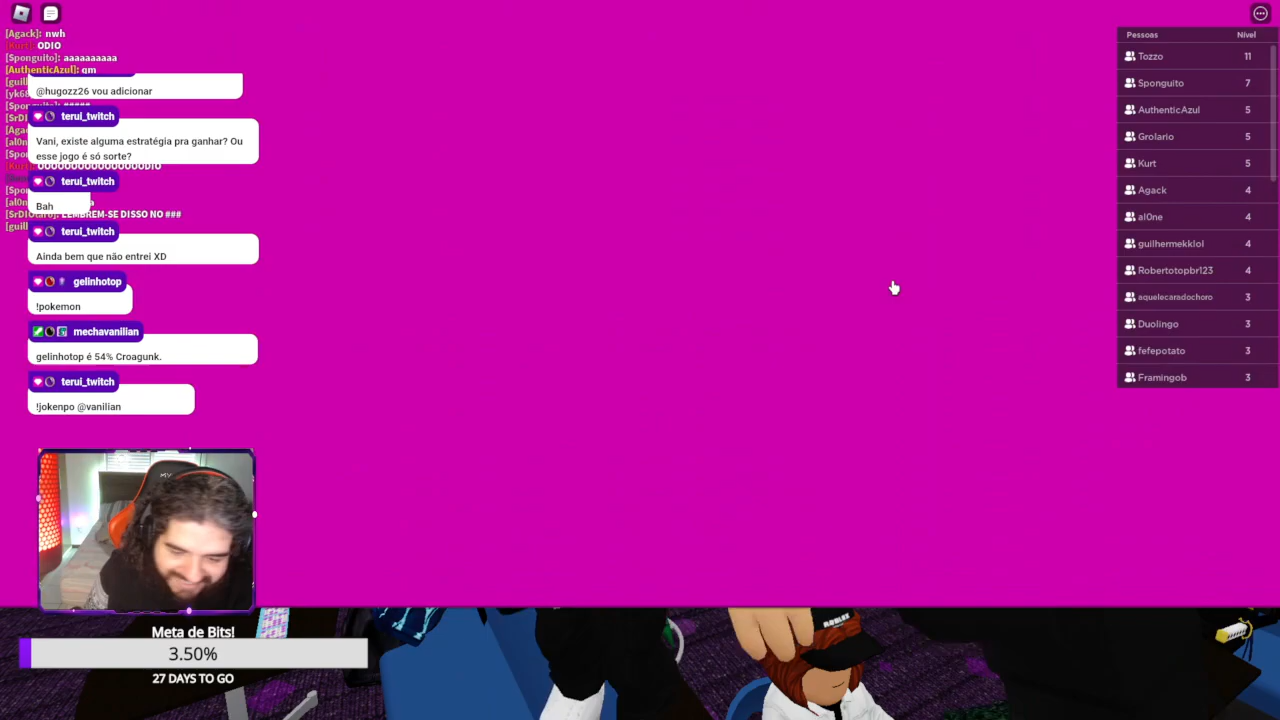 [Agack]: nwh
[Kurt]: ODIO
[Sponguito]: aaaaaaaaaa
[AuthenticAzul]: qm
@hugozz26 vou adicionar
terui_twitch
Vani, existe alguma estratégia pra ganhar? Ou
esse jogo é só sorte?
terui_twitch
Bah
LEMBREM-SE DISSO NO ###
terui_twitch
Ainda bem que não entrei XD
gelinhotop
!pokemon
mechavanilian
gelinhotop é 54% Croagunk.
terui_twitch
!jokenpo @vanilian
Pessoas Nível
Tozzo 11
Sponguito 7
AuthenticAzul 5
Grolario 5
Kurt 5
Agack 4
al0ne 4
guilhermekklol 4
Robertotopbr123 4
aquelecaradochoro 3
Duolingo 3
fefepotato 3
Framingob 3
Meta de Bits!
3.50%
27 DAYS TO GO
ROBLOX